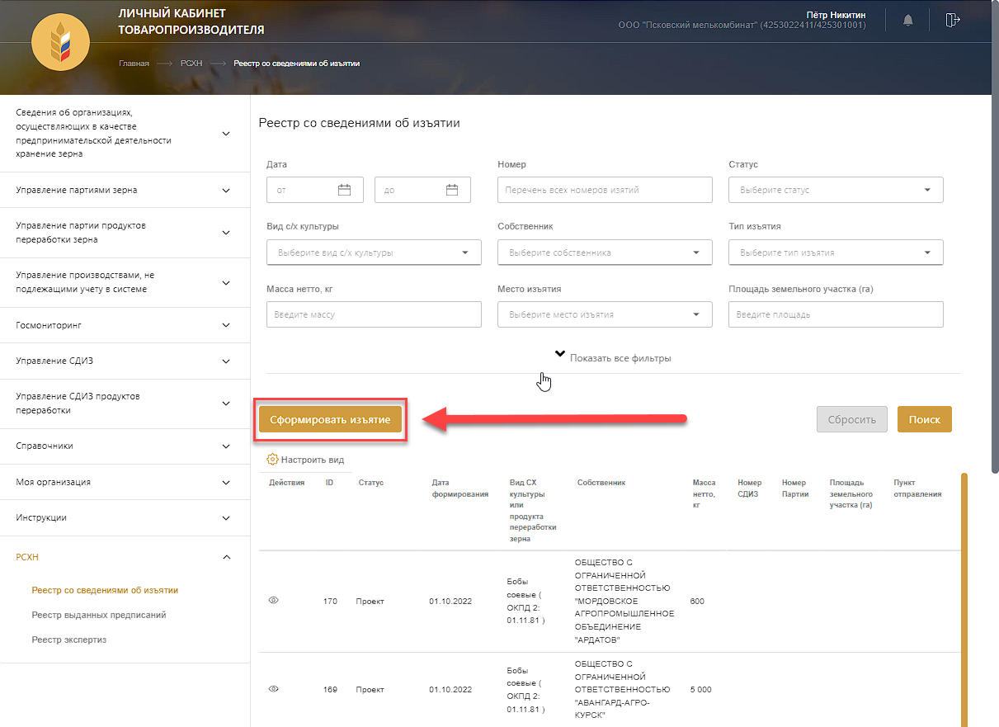 ЛИЧНЫЙ КАБИНЕТ
ТОВАРОПРОИЗВОДИТЕЛЯ
Пётр Никитин
ООО "Псковский мелькомбинат" (4253022411/425301001)
Главная
РСХН
Реестр со сведениями об изъятии
Сведения об организациях,
осуществляющих в качестве
предпринимательской деятельности
хранение зерна
Управление партиями зерна
Управление партии продуктов
переработки зерна
Управление производствами, не
подлежащими учету в системе
Госмониторинг
Управление СДИЗ
Управление СДИЗ продуктов
переработки
Справочники
Моя организация
Инструкции
РСХН
Реестр со сведениями об изъятии
Реестр выданных предписаний
Реестр экспертиз
Реестр со сведениями об изъятии
Дата
Номер
Статус
от
до
Перечень всех номеров изятий
Выберите статус
Вид с/х культуры
Собственник
Тип изъятия
Выберите вид с/х культуры
Выберите собственника
Выберите тип изъятия
Масса нетто, кг
Место изъятия
Площадь земельного участка (га)
Введите массу
Выберите место изъятия
Введите площадь
Показать все фильтры
Сформировать изъятие
Сбросить
Поиск
Настроить вид
Действия
ID
Статус
Дата
формирования
Вид СХ
культуры
или
продукта
переработки
зерна
Собственник
Масса
нетто,
кг
Номер
СДИЗ
Номер
Партии
Площадь
земельного
участка (га)
Пункт
отправления
170
Проект
01.10.2022
Бобы
соевые (
ОКПД 2:
01.11.81 )
ОБЩЕСТВО С
ОГРАНИЧЕННОЙ
ОТВЕТСТВЕННОСТЬЮ
"МОРДОВСКОЕ
АГРОПРОМЫШЛЕННОЕ
ОБЪЕДИНЕНИЕ
"АРДАТОВ"
600
169
Проект
01.10.2022
Бобы
соевые (
ОКПД 2:
01.11.81 )
ОБЩЕСТВО С
ОГРАНИЧЕННОЙ
ОТВЕТСТВЕННОСТЬЮ
"АВАНГАРД-АГРО-
КУРСК"
5 000